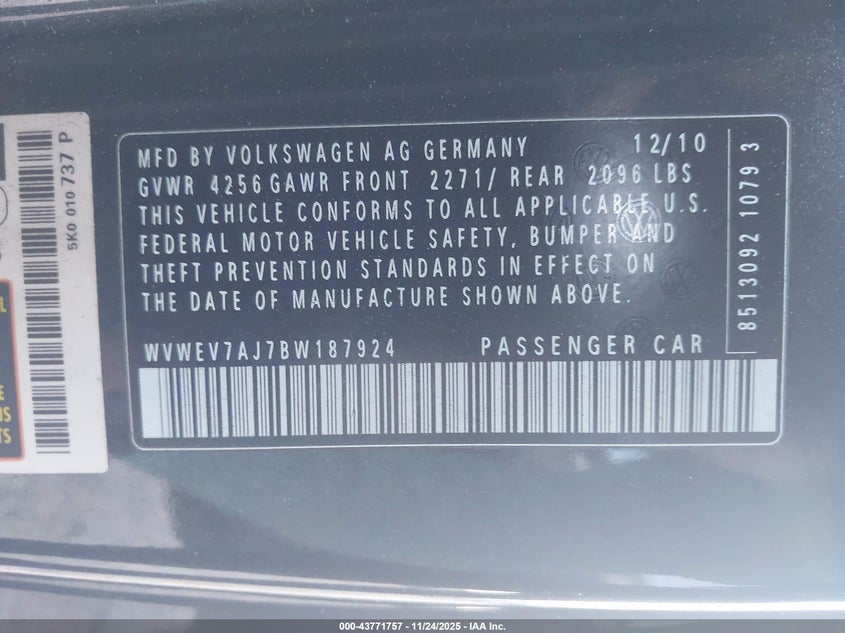 5K0 010 737 P
MFD BY VOLKSWAGEN AG GERMANY 12/10
GVWR 4256 GAWR FRONT 2271/ REAR 2096 LBS
THIS VEHICLE CONFORMS TO ALL APPLICABLE U.S.
FEDERAL MOTOR VEHICLE SAFETY, BUMPER AND
THEFT PREVENTION STANDARDS IN EFFECT ON
THE DATE OF MANUFACTURE SHOWN ABOVE.
WVWEV7AJ7BW187924 PASSENGER CAR
8513092 1079 3
L
E
US
TS
000-43771757 - 11/24/2025 - IAA Inc.